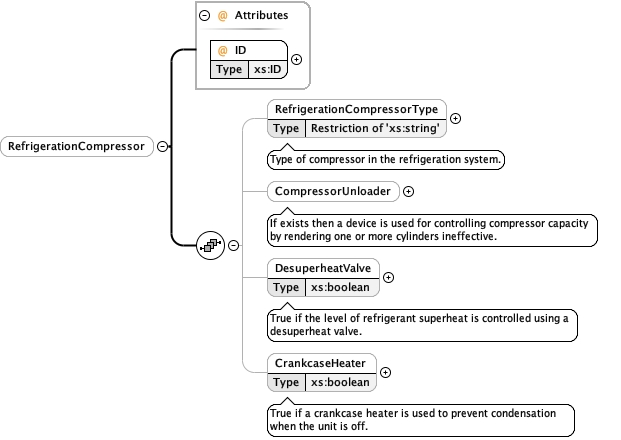 @ Attributes
@ ID
Type xs:ID
RefrigerationCompressor
RefrigerationCompressorType
Type Restriction of 'xs:string'
Type of compressor in the refrigeration system.
CompressorUnloader
If exists then a device is used for controlling compressor capacity
by rendering one or more cylinders ineffective.
DesuperheatValve
Type xs:boolean
True if the level of refrigerant superheat is controlled using a
desuperheat valve.
CrankcaseHeater
Type xs:boolean
True if a crankcase heater is used to prevent condensation
when the unit is off.